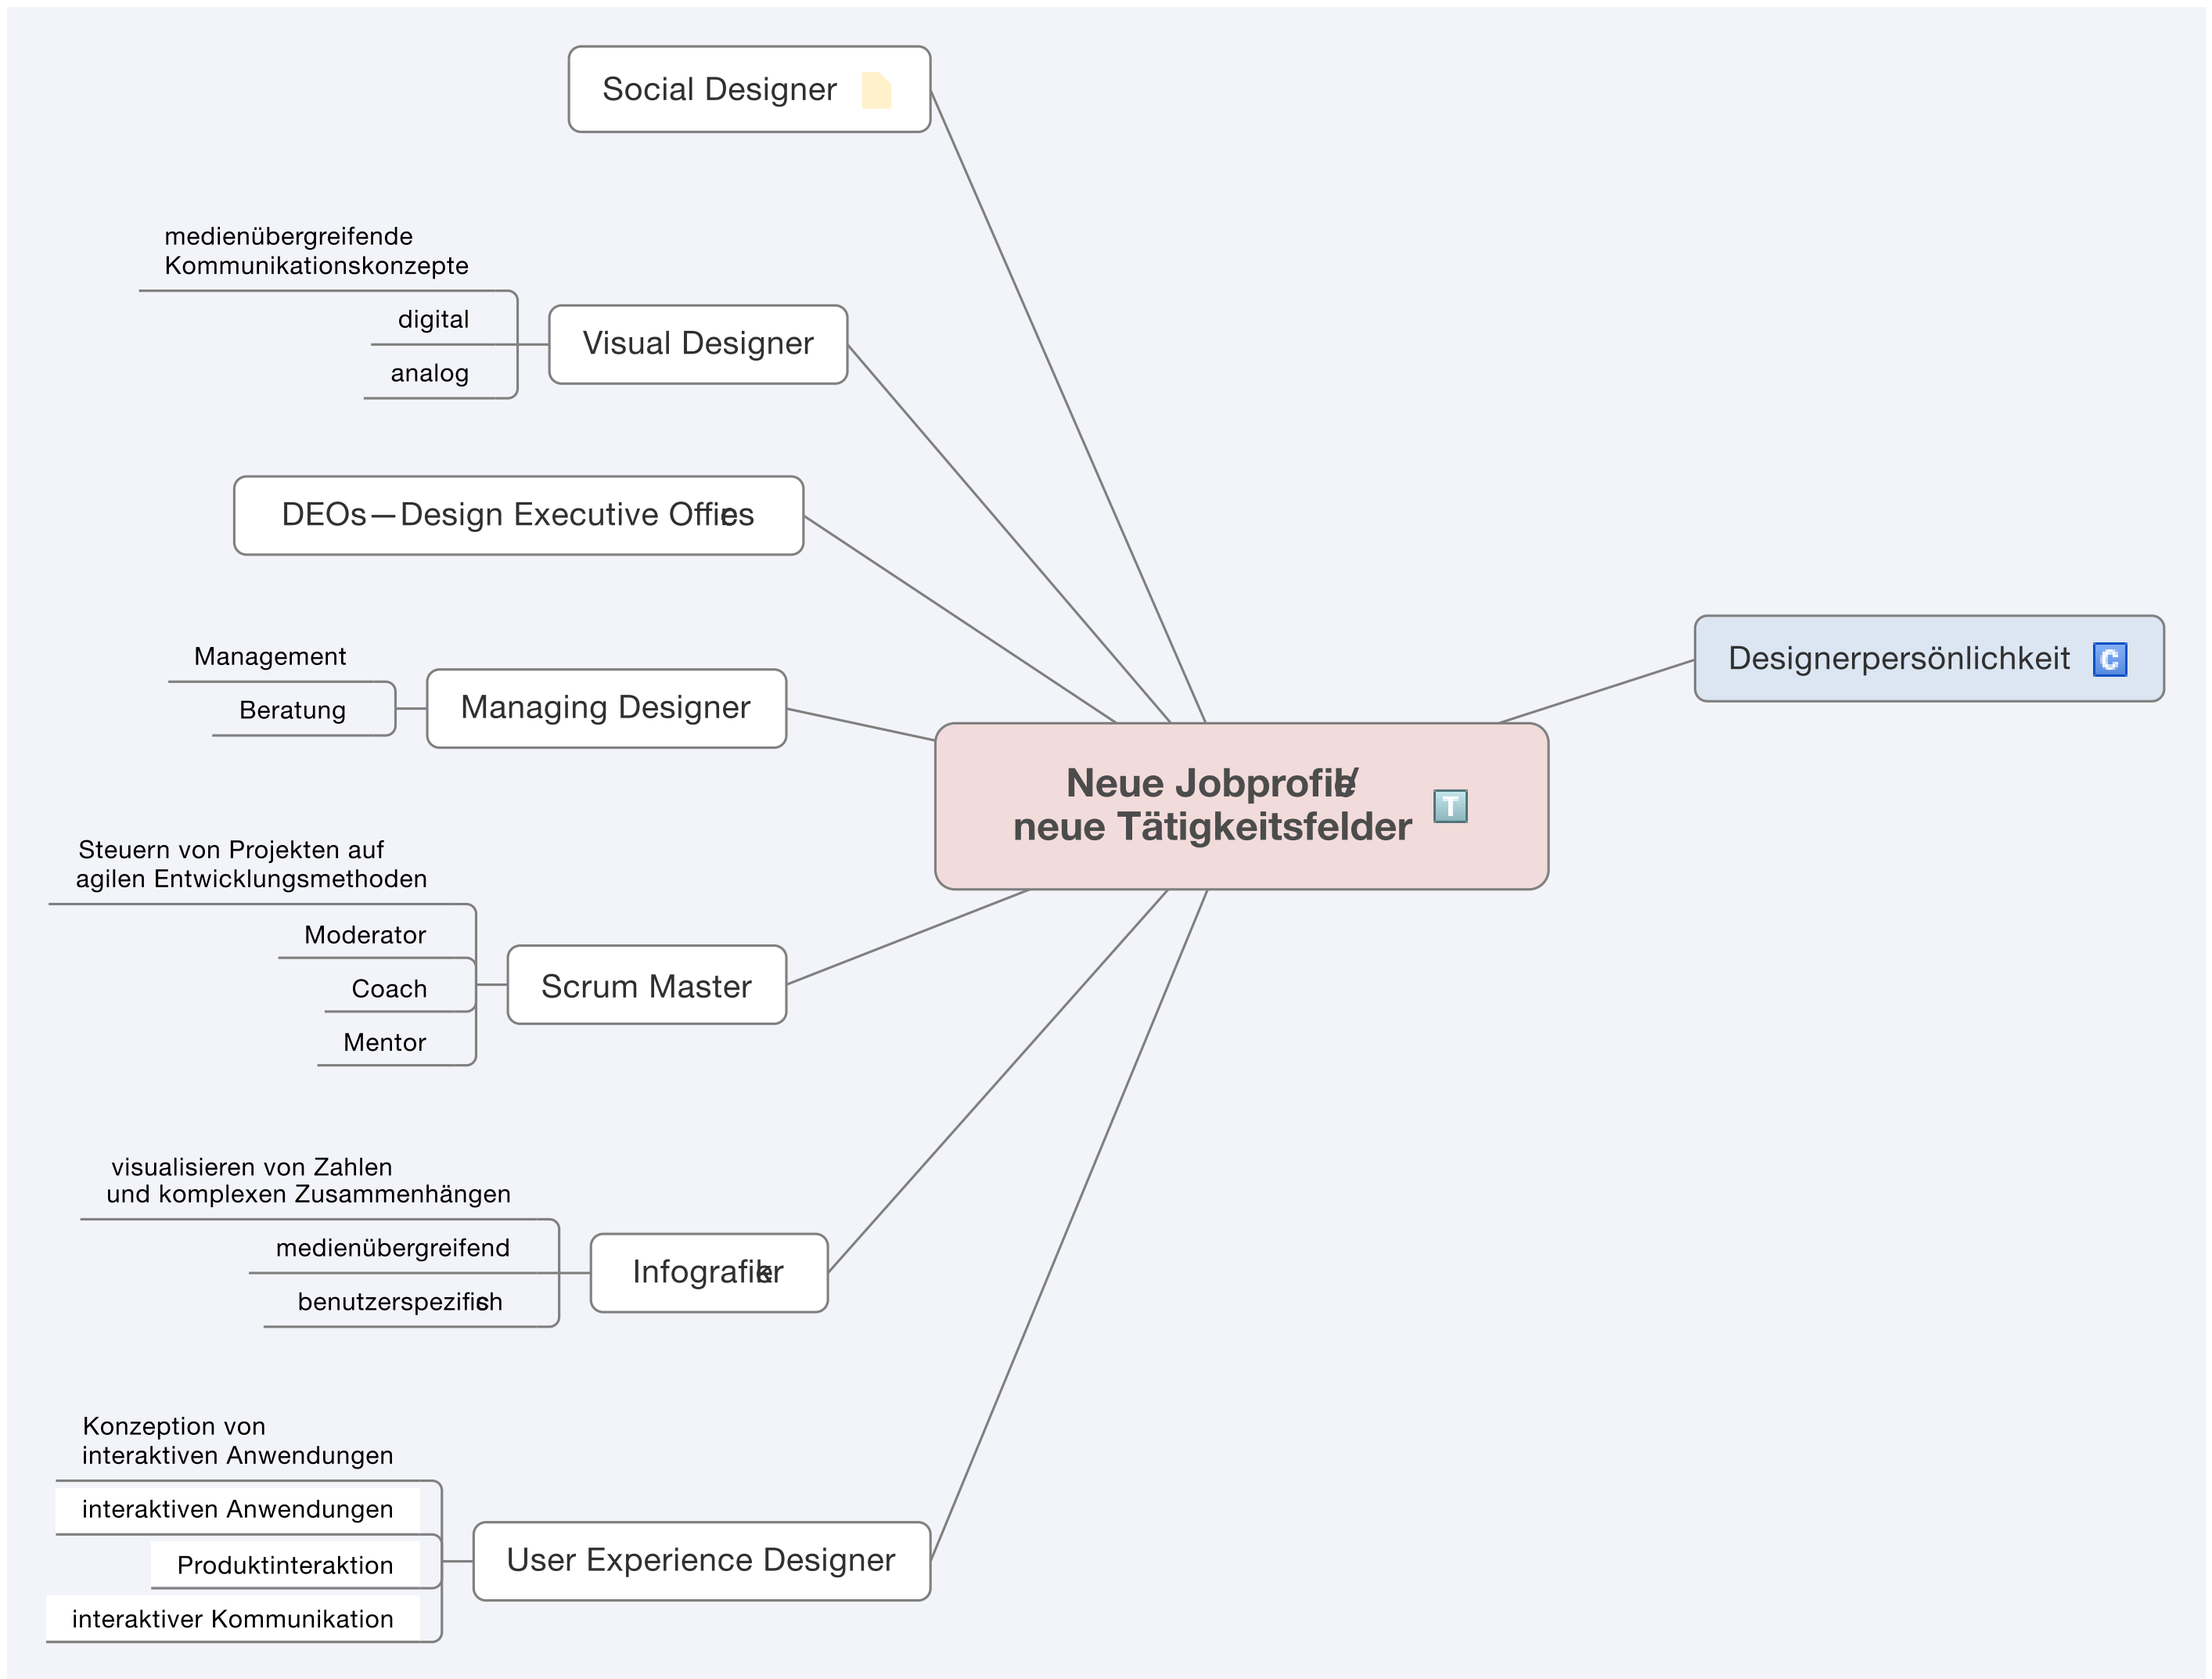 Social Designer
medienübergreifende
Kommunikationskonzepte
digital
analog
Visual Designer
DEOs—Design Executive Offices
Management
Beratung
Managing Designer
Designerpersönlichkeit C
Neue Jobprofile/
neue Tätigkeitsfelder T
Steuern von Projekten auf
agilen Entwicklungsmethoden
Moderator
Coach
Mentor
Scrum Master
visualisieren von Zahlen
und komplexen Zusammenhängen
medienübergreifend
benutzerspezifisch
Infografiker
Konzeption von
interaktiven Anwendungen
interaktiven Anwendungen
Produktinteraktion
interaktiver Kommunikation
User Experience Designer